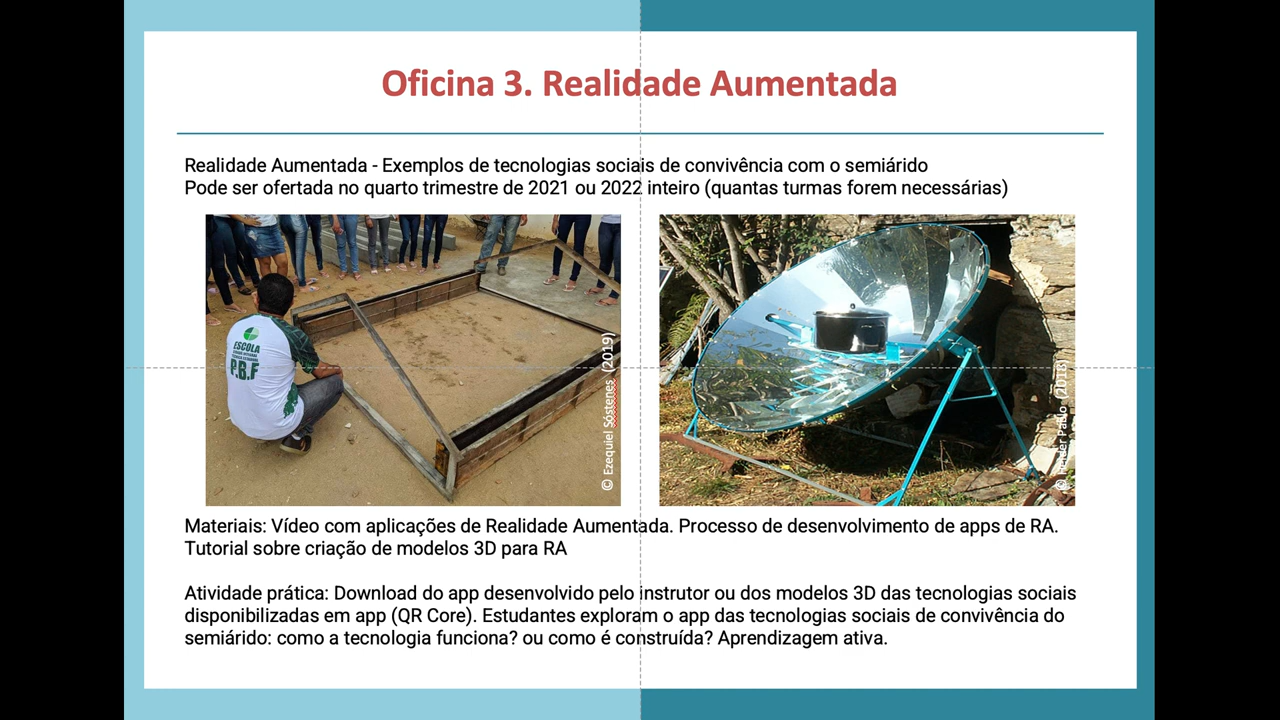 Oficina 3. Realidade Aumentada
Realidade Aumentada - Exemplos de tecnologias sociais de convivência com o semiárido
Pode ser ofertada no quarto trimestre de 2021 ou 2022 inteiro (quantas turmas forem necessárias)
ESCOLA
P.B.F
© Ezequiel Sóstenes (2019)
Materiais: Vídeo com aplicações de Realidade Aumentada. Processo de desenvolvimento de apps de RA.
Tutorial sobre criação de modelos 3D para RA
Atividade prática: Download do app desenvolvido pelo instrutor ou dos modelos 3D das tecnologias sociais
disponibilizadas em app (QR Core). Estudantes exploram o app das tecnologias sociais de convivência do
semiárido: como a tecnologia funciona? ou como é construída? Aprendizagem ativa.